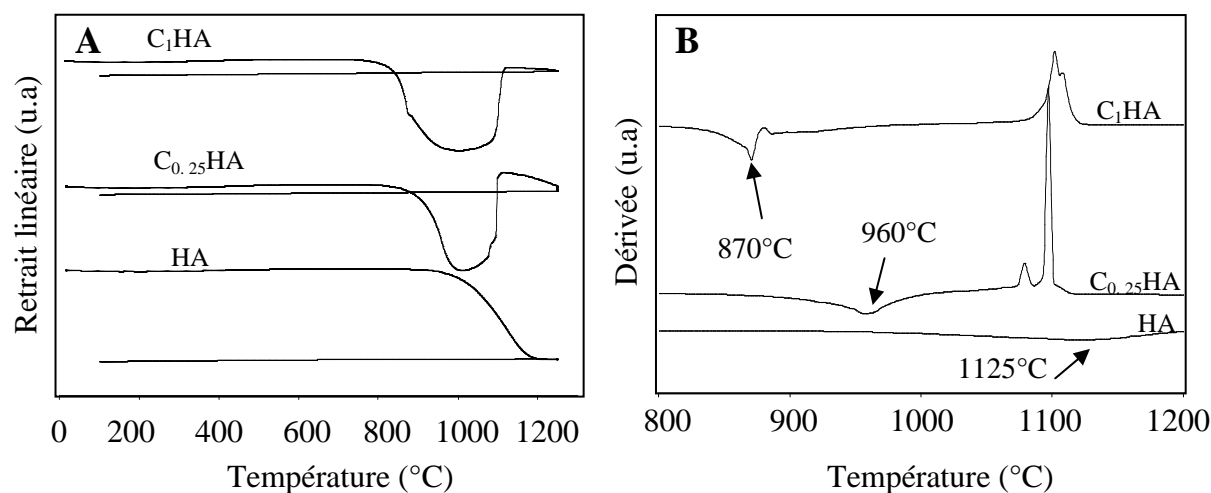 A
C₁HA
C₀.₂₅HA
HA
Retrait linéaire (u.a)
0 200 400 600 800 1000 1200
Température (°C)
B
C₁HA
870°C
960°C
C₀.₂₅HA
HA
1125°C
Dérivée (u.a)
800 900 1000 1100 1200
Température (°C)